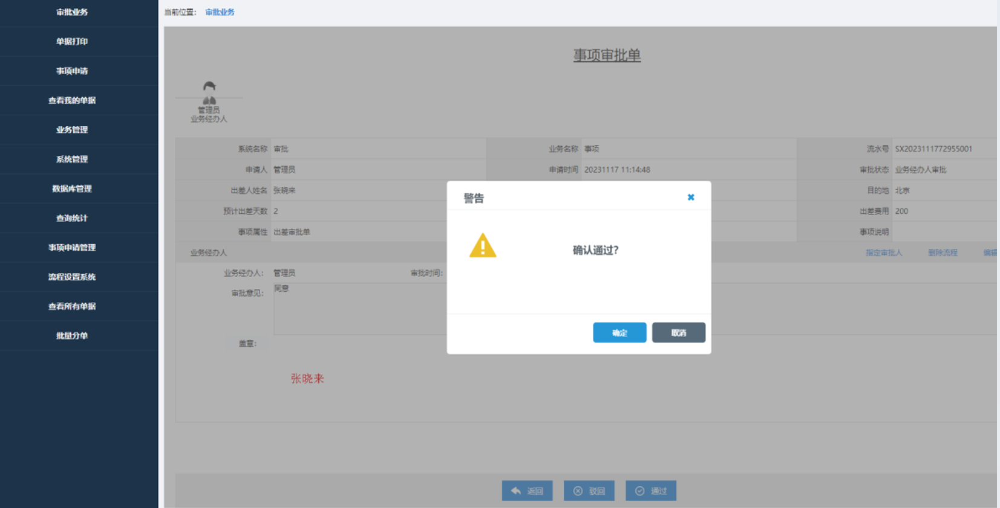 审批业务
单据打印
事项申请
查看我的单据
业务管理
系统管理
数据库管理
查询统计
事项申请管理
流程设置系统
查看所有单据
批量分单
当前位置： 审批业务
事项审批单
管理员
业务经办人
系统名称 审批 业务名称 事项 流水号 SX2023111772955001
申请人 管理员 申请时间 20231117 11:14:48 审批状态 业务经办人审批
出差人姓名 张晓来 目的地 北京
预计出差天数 2 出差费用 200
事项属性 出差审批单 事项说明
业务经办人 指定审批人 删除流程 编辑
业务经办人： 管理员 审批时间：
审批意见： 同意
盖章：
张晓来
警告
确认通过?
确定 取消
返回 驳回 通过